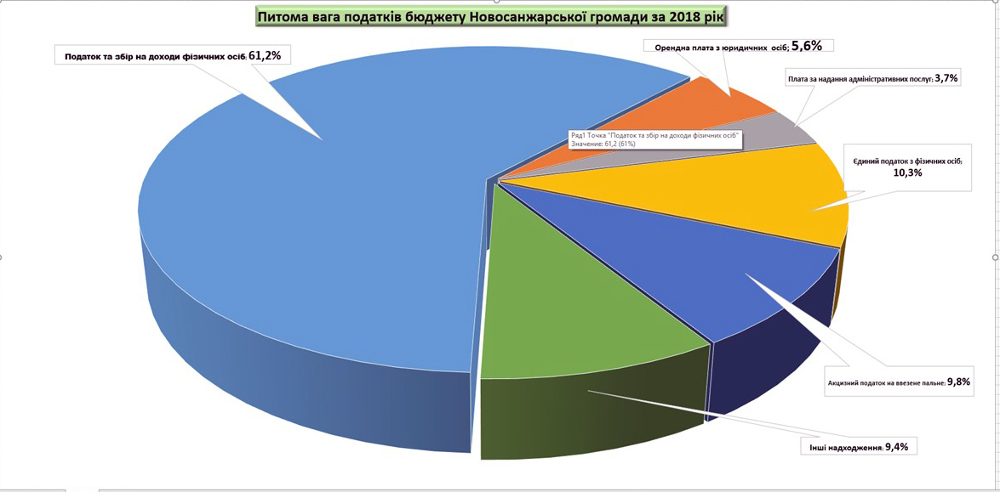 Питома вага податків бюджету Новосанжарської громади за 2018 рік
Податок та збір на доходи фізичних осіб; 61,2%
Орендна плата з юридичних осіб; 5,6%
Плата за надання адміністративних послуг; 3,7%
Ряд1 Точка "Податок та збір на доходи фізичних осіб"
Значение: 61,2 (61%)
Єдиний податок з фізичних осіб;
10,3%
Акцизний податок на ввезене пальне; 9,8%
Інші надходження; 9,4%